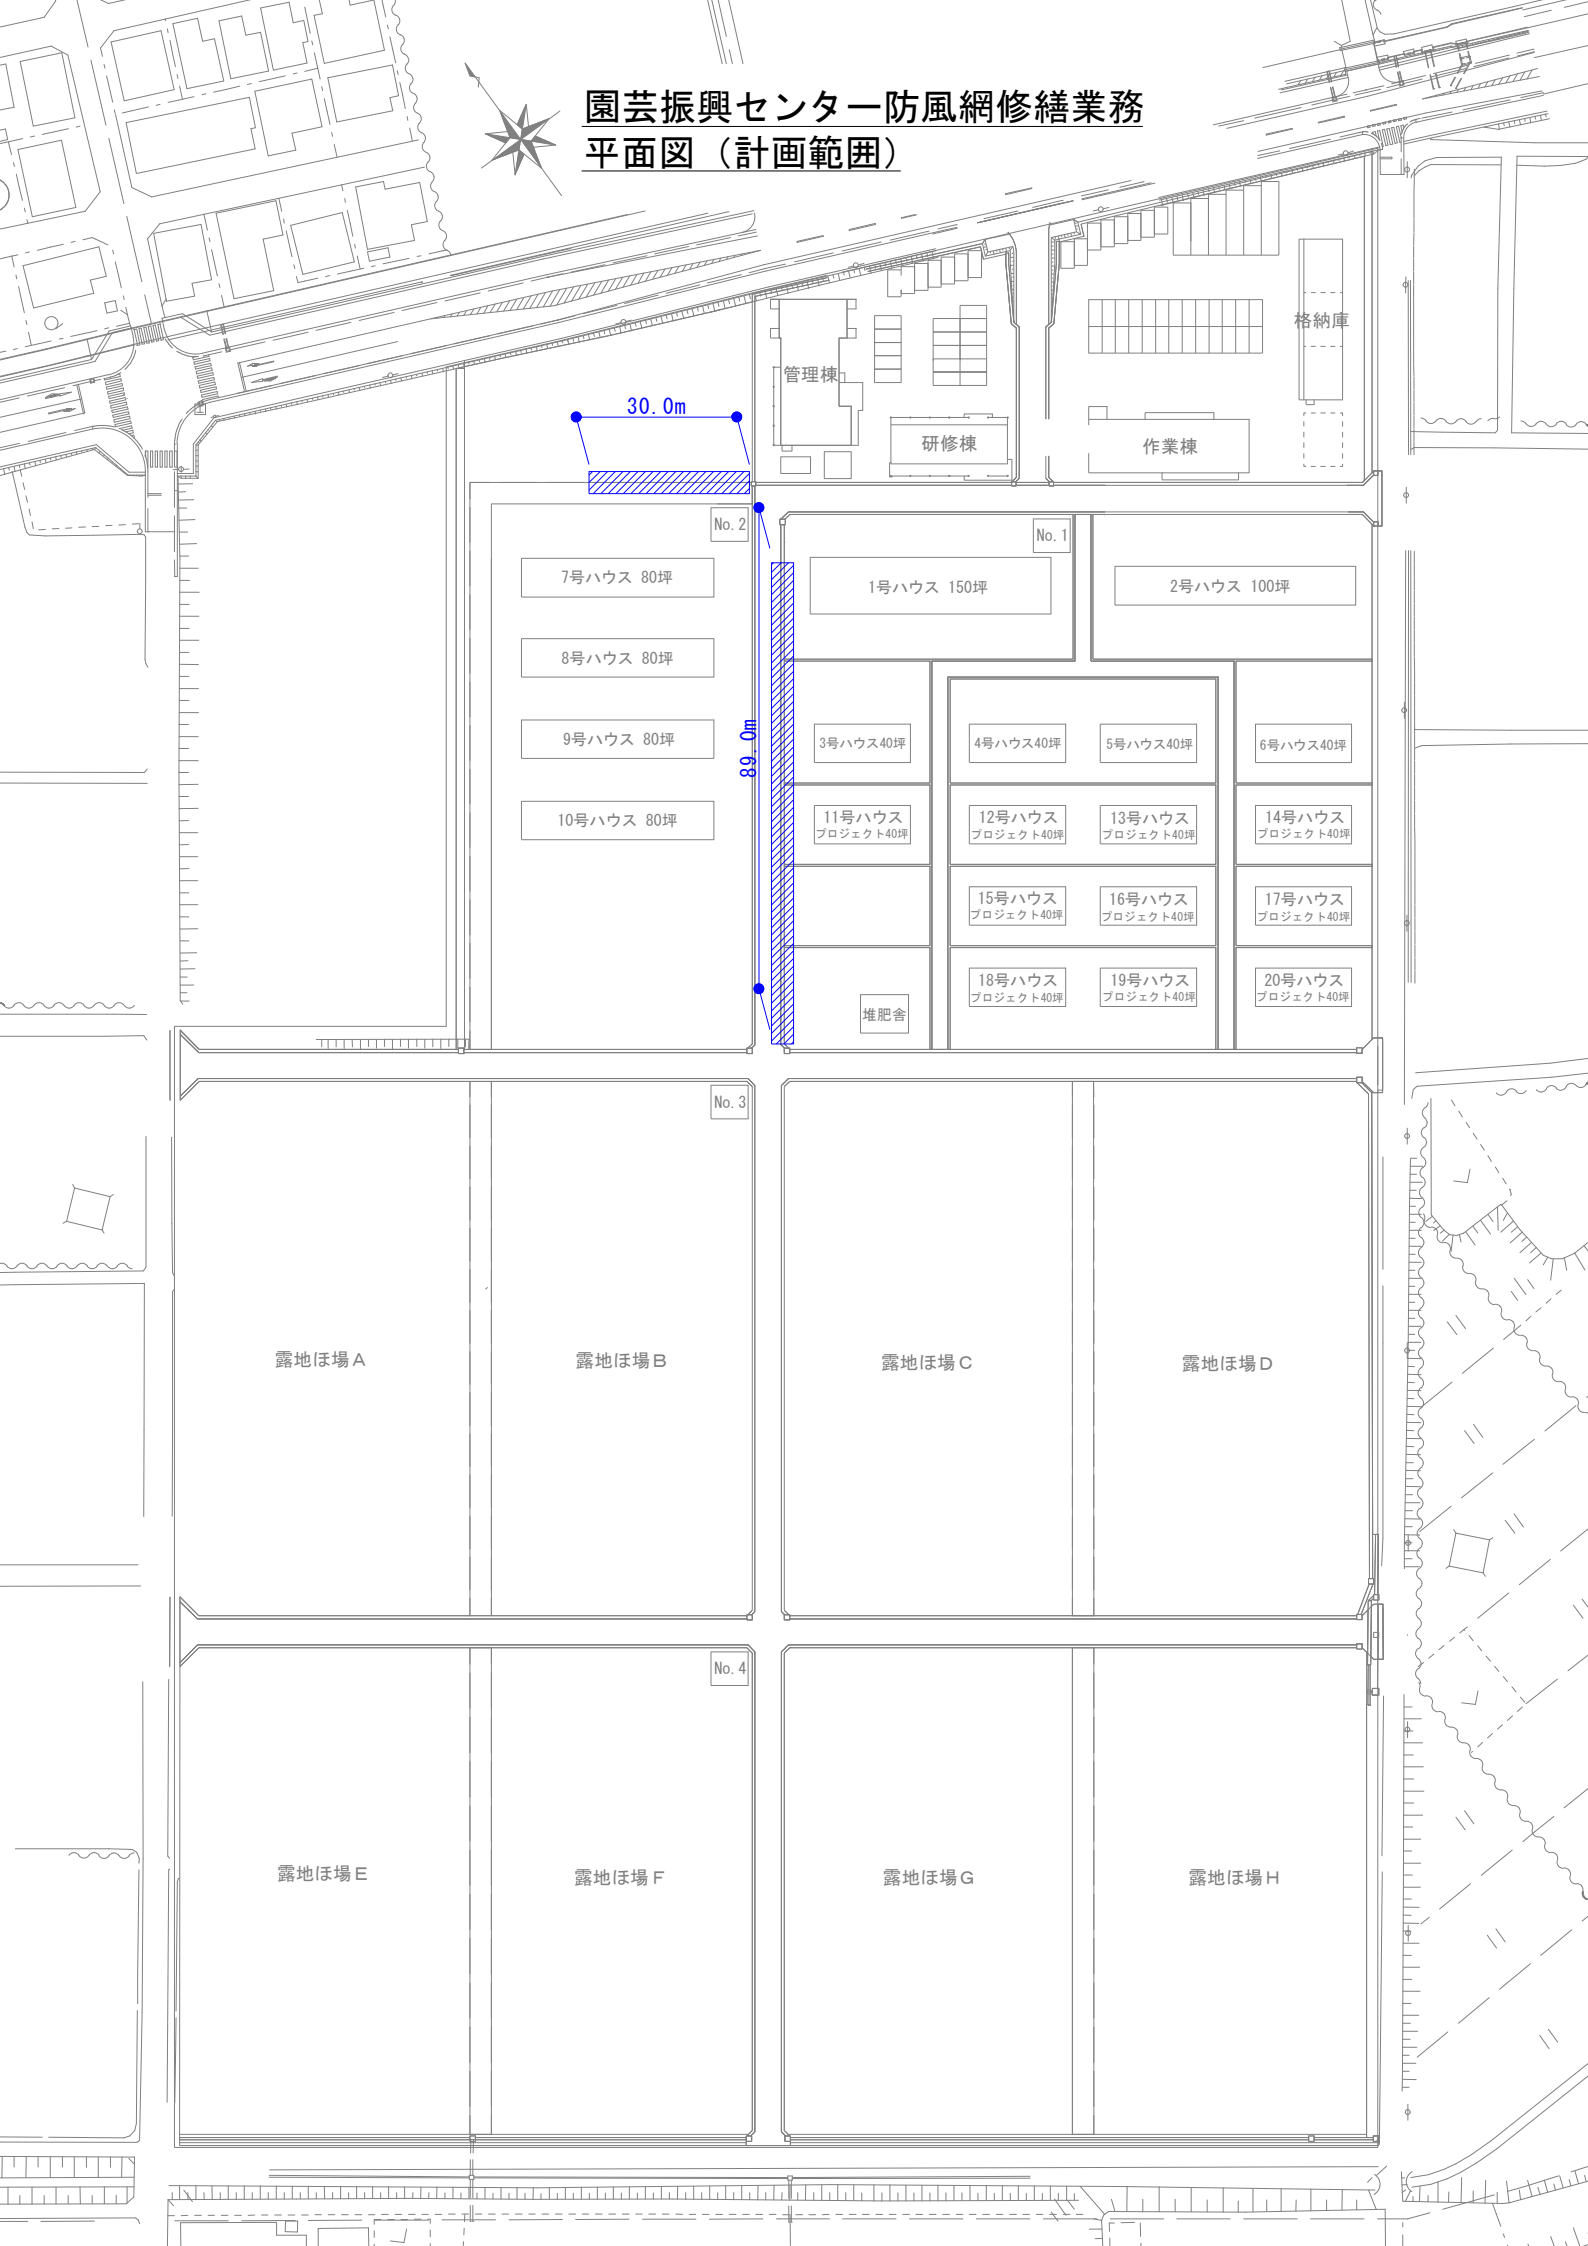 園芸振興センター防風網修繕業務
平面図（計画範囲）
格納庫
管理棟
30.0m
研修棟
作業棟
No.2
No.1
7号ハウス 80坪
1号ハウス 150坪
2号ハウス 100坪
8号ハウス 80坪
89.0m
9号ハウス 80坪
3号ハウス40坪
4号ハウス40坪
5号ハウス40坪
6号ハウス40坪
10号ハウス 80坪
11号ハウス
プロジェクト40坪
12号ハウス
プロジェクト40坪
13号ハウス
プロジェクト40坪
14号ハウス
プロジェクト40坪
15号ハウス
プロジェクト40坪
16号ハウス
プロジェクト40坪
17号ハウス
プロジェクト40坪
18号ハウス
プロジェクト40坪
19号ハウス
プロジェクト40坪
20号ハウス
プロジェクト40坪
堆肥舎
No.3
露地ほ場A
露地ほ場B
露地ほ場C
露地ほ場D
No.4
露地ほ場E
露地ほ場F
露地ほ場G
露地ほ場H